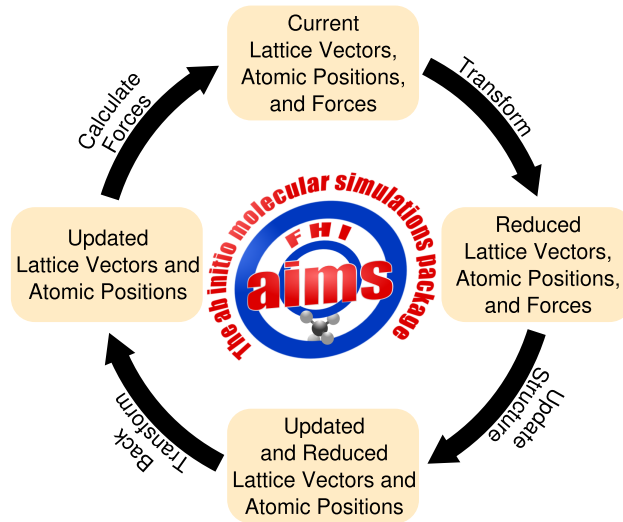 Current
Lattice Vectors,
Atomic Positions,
and Forces
Transform
Reduced
Lattice Vectors,
Atomic Positions,
and Forces
Update
Structure
Updated
and Reduced
Lattice Vectors and
Atomic Positions
Back
Transform
Updated
Lattice Vectors and
Atomic Positions
Calculate
Forces
The ab initio molecular simulations package
FHI
aims